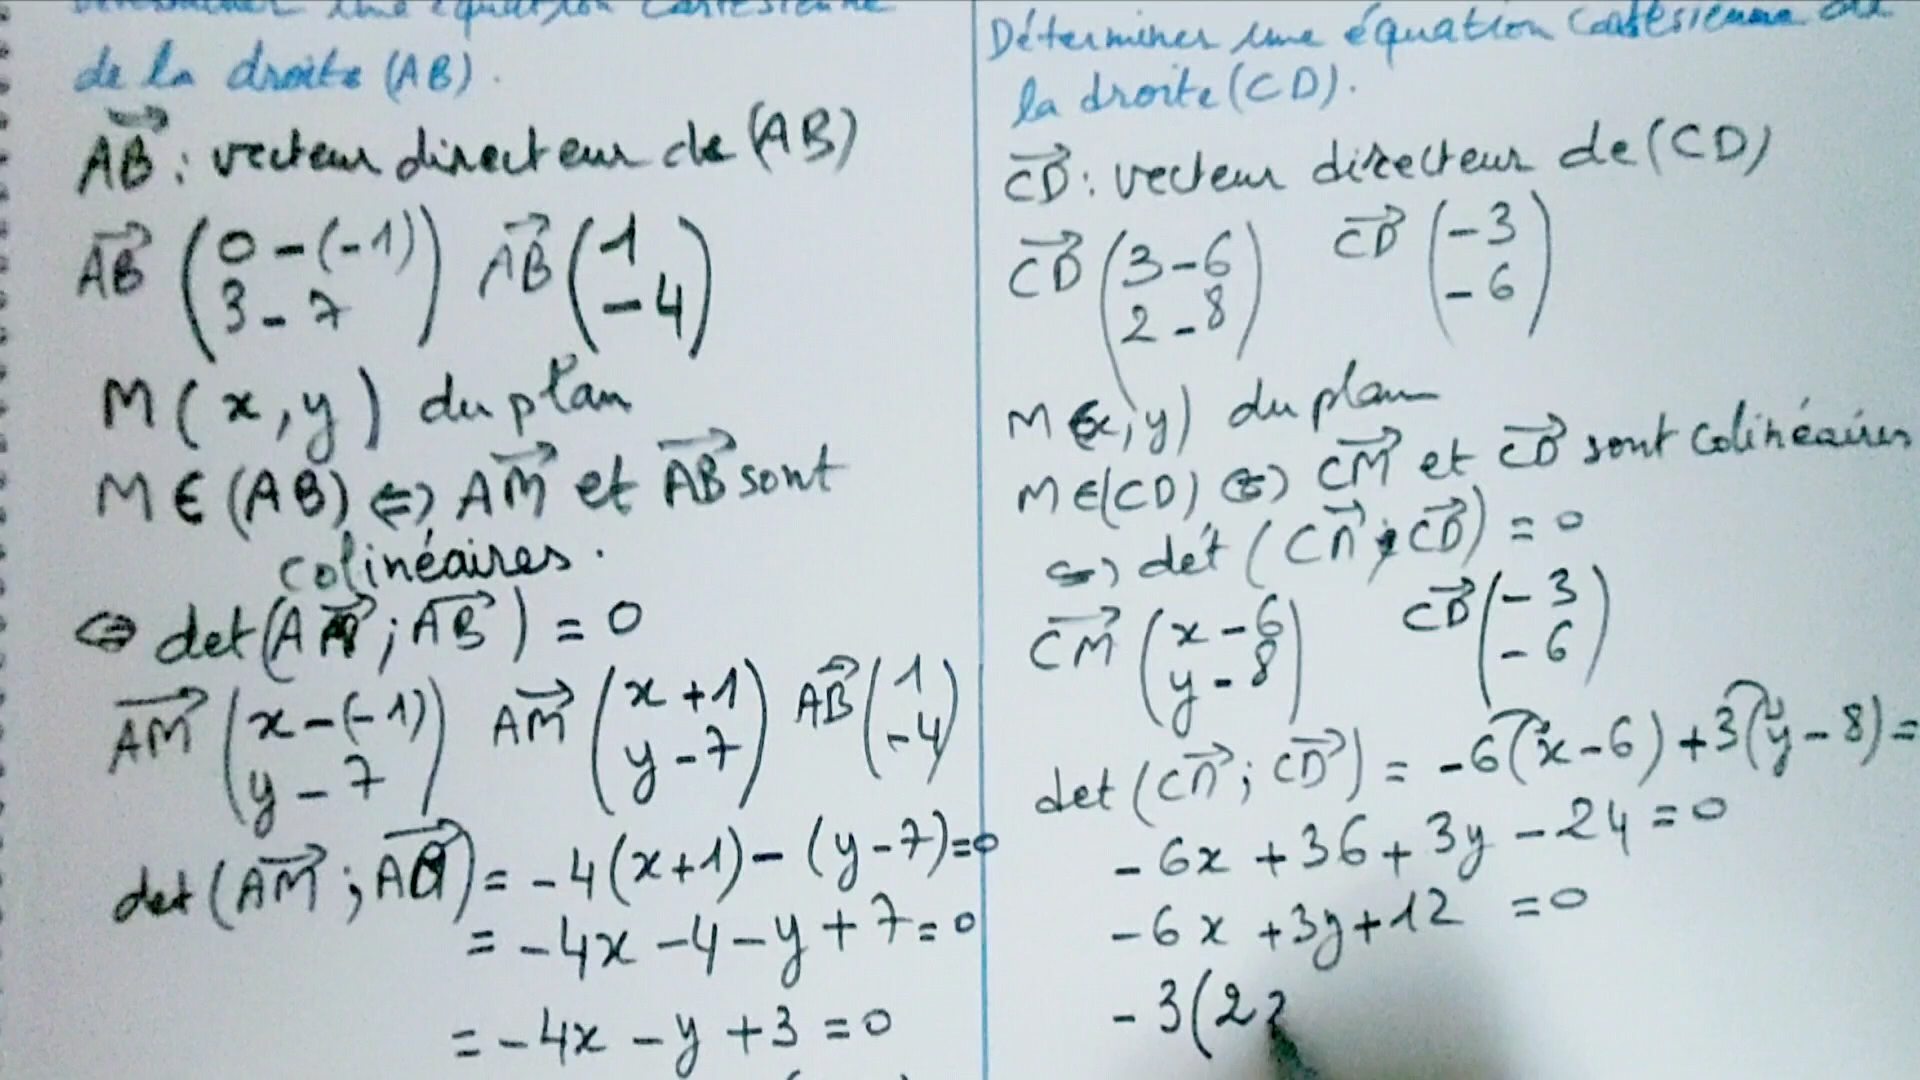 déterminer une équation cartésienne
de la droite (AB).
AB : vecteur directeur de (AB)
AB (0-(-1) 3-7) AB (1 -4)
M(x,y) du plan
M∈(AB) ⇔ AM et AB sont
colinéaires.
⇔ det(AM ; AB) = 0
AM (x-(-1) y-7) AM (x+1 y-7) AB (1 -4)
det(AM ; AB) = -4(x+1)-(y-7)=0
= -4x -4 -y +7 = 0
= -4x -y +3 = 0
Déterminer une équation cartésienne de
la droite (CD).
CD : vecteur directeur de (CD)
CD (3-6 2-8) CD (-3 -6)
M(x,y) du plan
M∈(CD) ⇔ CM et CD sont colinéaires
⇔ dét (CM ; CD) = 0
CM (x-6 y-8) CD (-3 -6)
det (CM ; CD) = -6(x-6)+3(y-8)=
-6x +36+3y -24 = 0
-6x +3y+12 = 0
-3(2